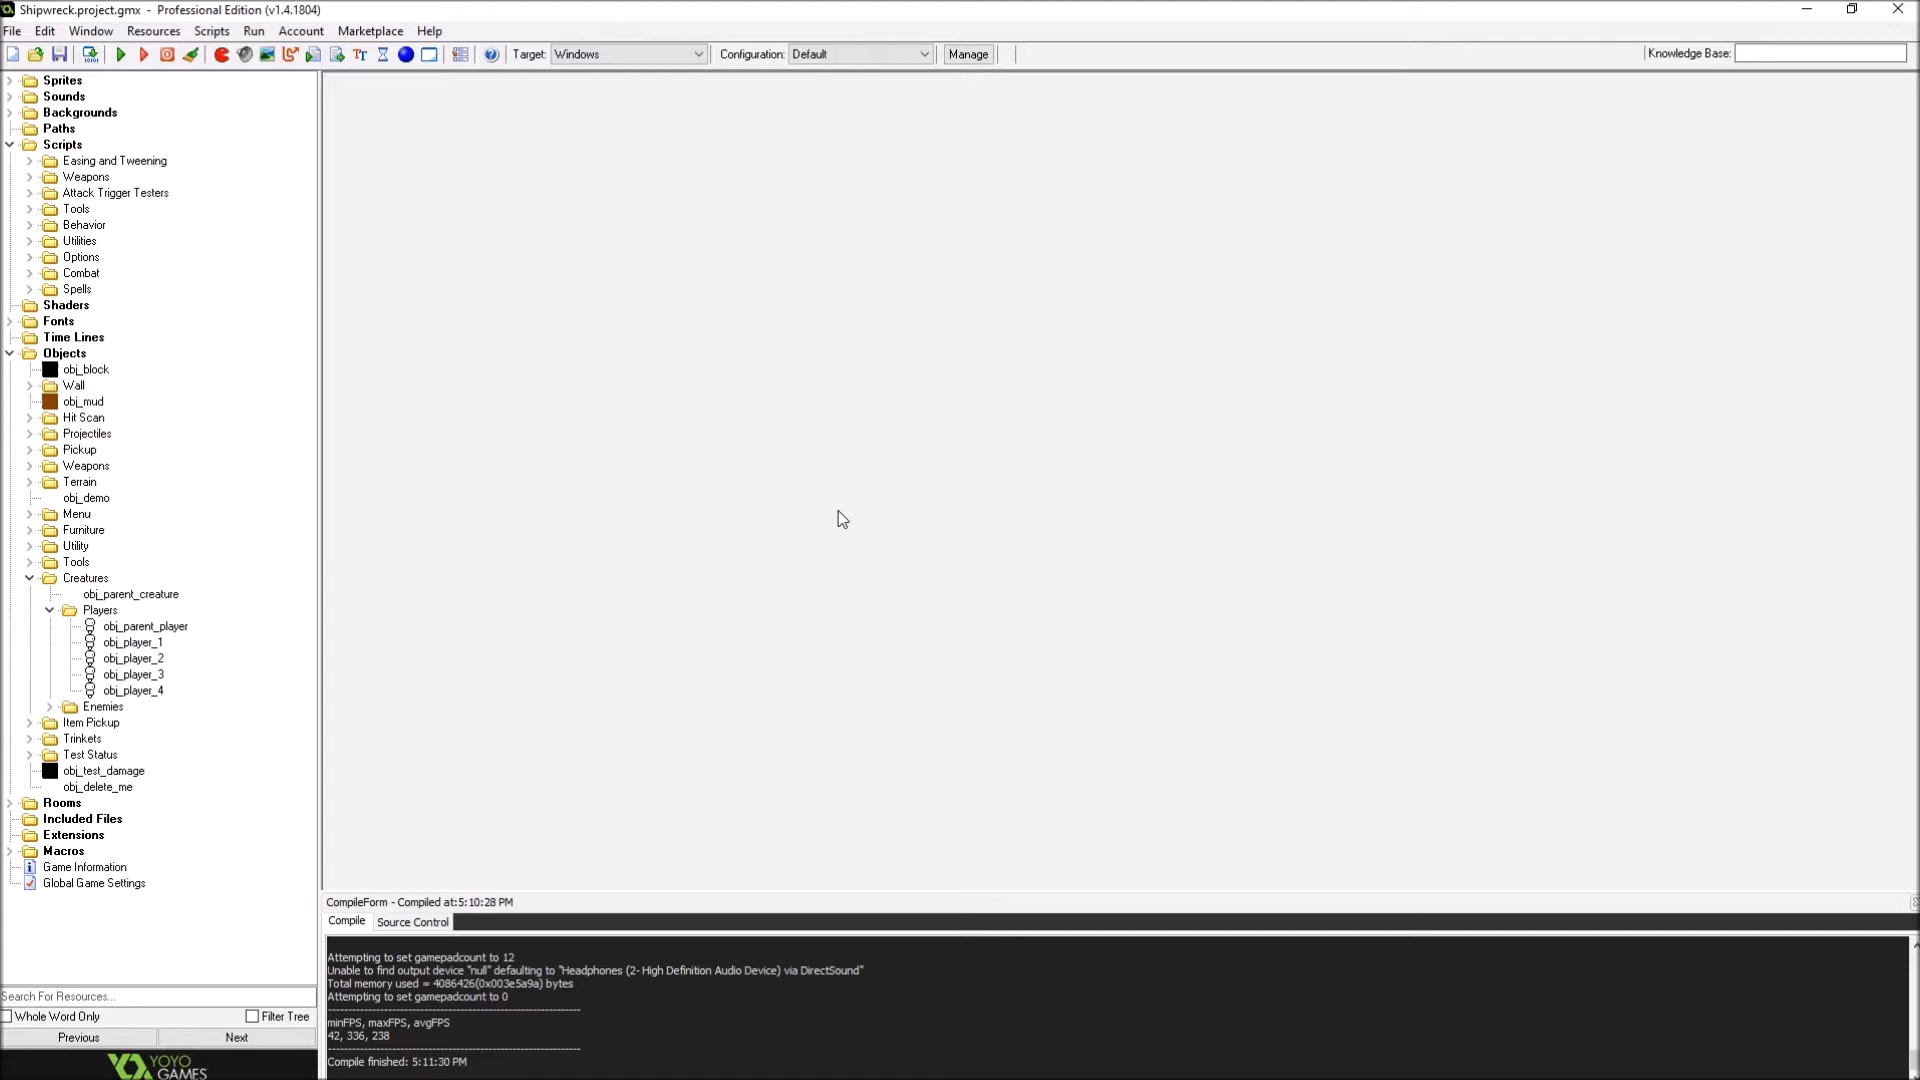 Shipwreck.project.gmx - Professional Edition (v1.4.1804)
File Edit Window Resources Scripts Run Account Marketplace Help
Target: Windows Configuration: Default Manage Knowledge Base:
Sprites
Sounds
Backgrounds
Paths
Scripts
Easing and Tweening
Weapons
Attack Trigger Testers
Tools
Behavior
Utilities
Options
Combat
Spells
Shaders
Fonts
Time Lines
Objects
obj_block
Wall
obj_mud
Hit Scan
Projectiles
Pickup
Weapons
Terrain
obj_demo
Menu
Furniture
Utility
Tools
Creatures
obj_parent_creature
Players
obj_parent_player
obj_player_1
obj_player_2
obj_player_3
obj_player_4
Enemies
Item Pickup
Trinkets
Test Status
obj_test_damage
obj_delete_me
Rooms
Included Files
Extensions
Macros
Game Information
Global Game Settings
Search For Resources...
Whole Word Only Filter Tree
Previous Next
YOYO
GAMES
CompileForm - Compiled at:5:10:28 PM
Compile Source Control
Attempting to set gamepadcount to 12
Unable to find output device "null" defaulting to "Headphones (2- High Definition Audio Device) via DirectSound"
Total memory used = 4086426(0x003e5a9a) bytes
Attempting to set gamepadcount to 0
minFPS, maxFPS, avgFPS
42, 336, 238
Compile finished: 5:11:30 PM